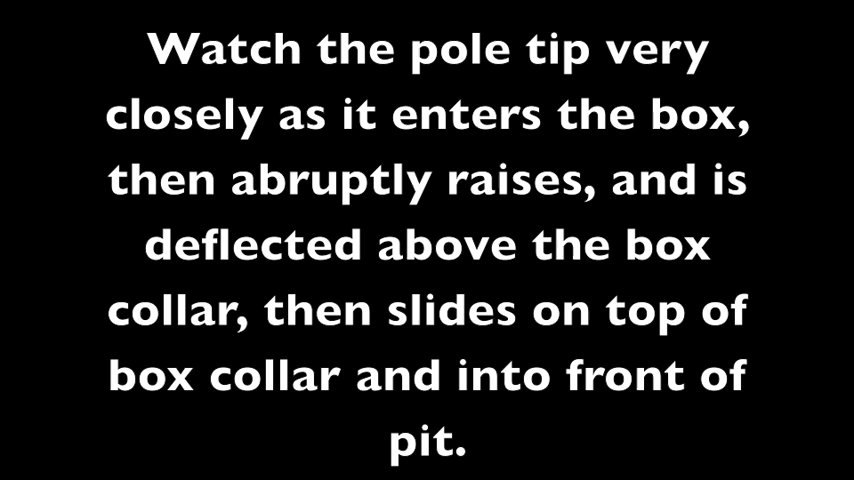 Watch the pole tip very
closely as it enters the box,
then abruptly raises, and is
deflected above the box
collar, then slides on top of
box collar and into front of
pit.